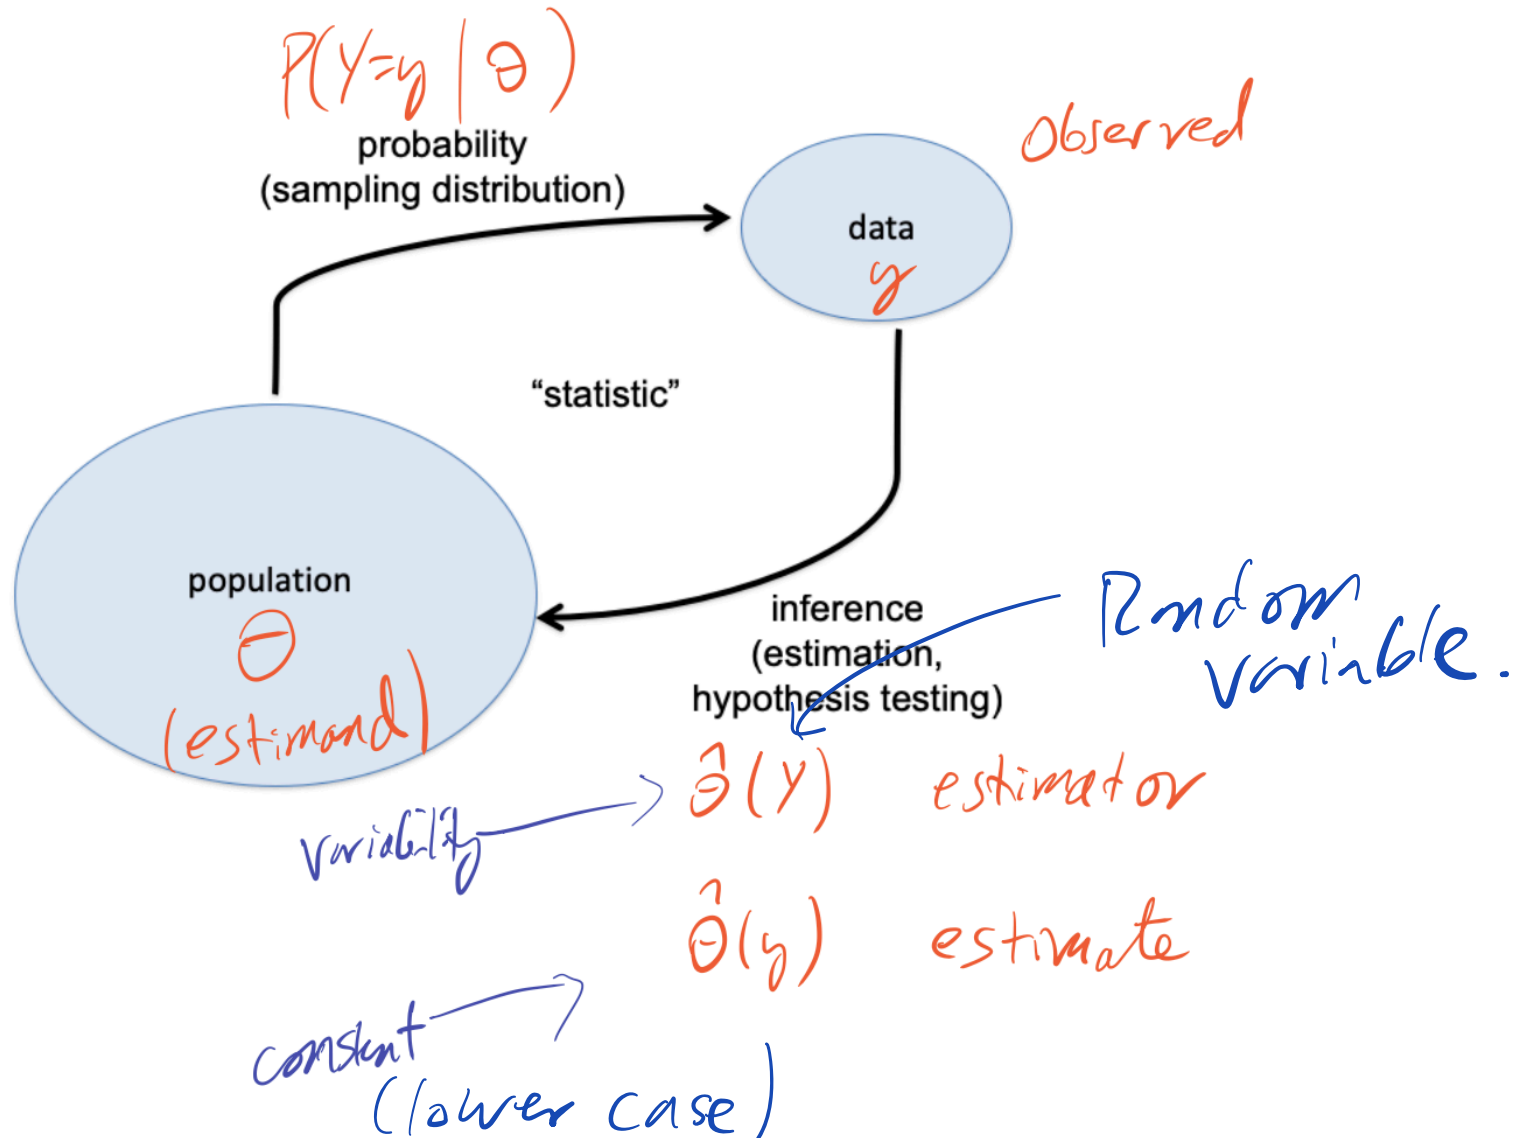 P(Y=y | θ)
probability
(sampling distribution)
Observed
data
y
“statistic”
population
θ
(estimand)
inference
(estimation,
hypothesis testing)
Random
variable.
variability
θ̂(Y) estimator
θ̂(y) estimate
constant
(lower case)